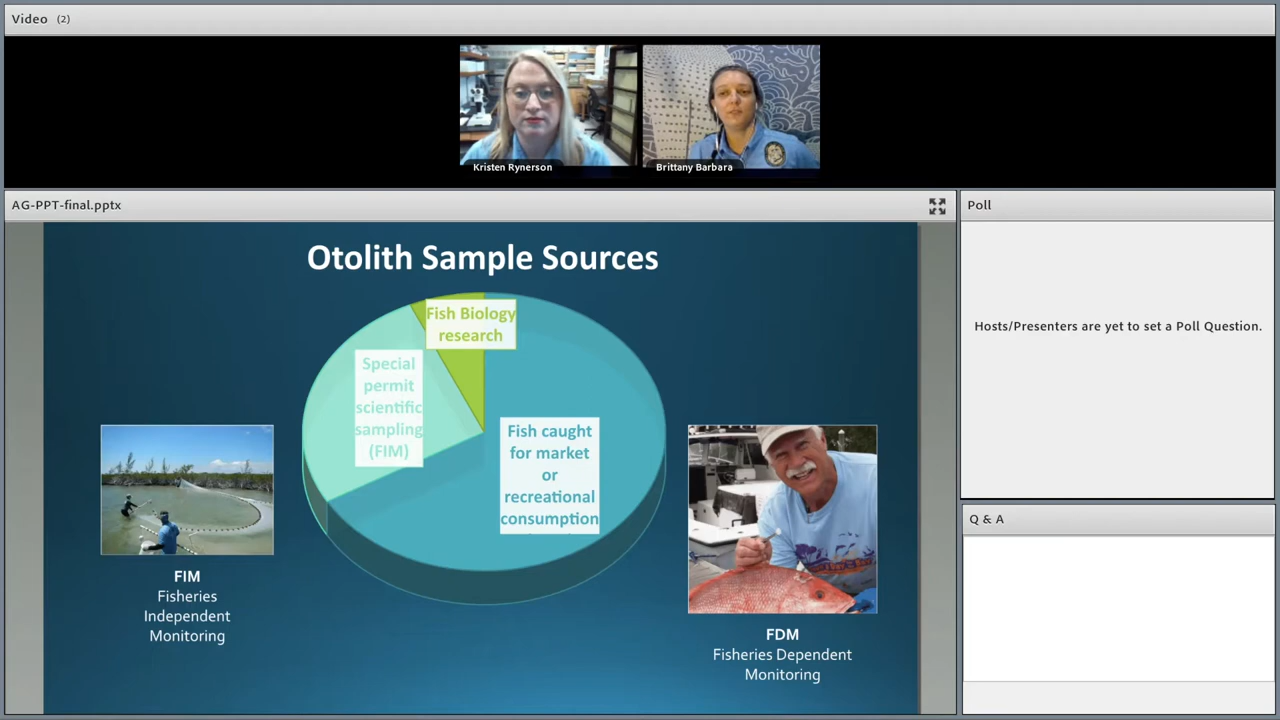 Video (2)
Kristen Rynerson
Brittany Barbara
AG-PPT-final.pptx
Otolith Sample Sources
Fish Biology
research
Special
permit
scientific
sampling
(FIM)
Fish caught
for market
or
recreational
consumption
FIM
Fisheries
Independent
Monitoring
FDM
Fisheries Dependent
Monitoring
Poll
Hosts/Presenters are yet to set a Poll Question.
Q & A